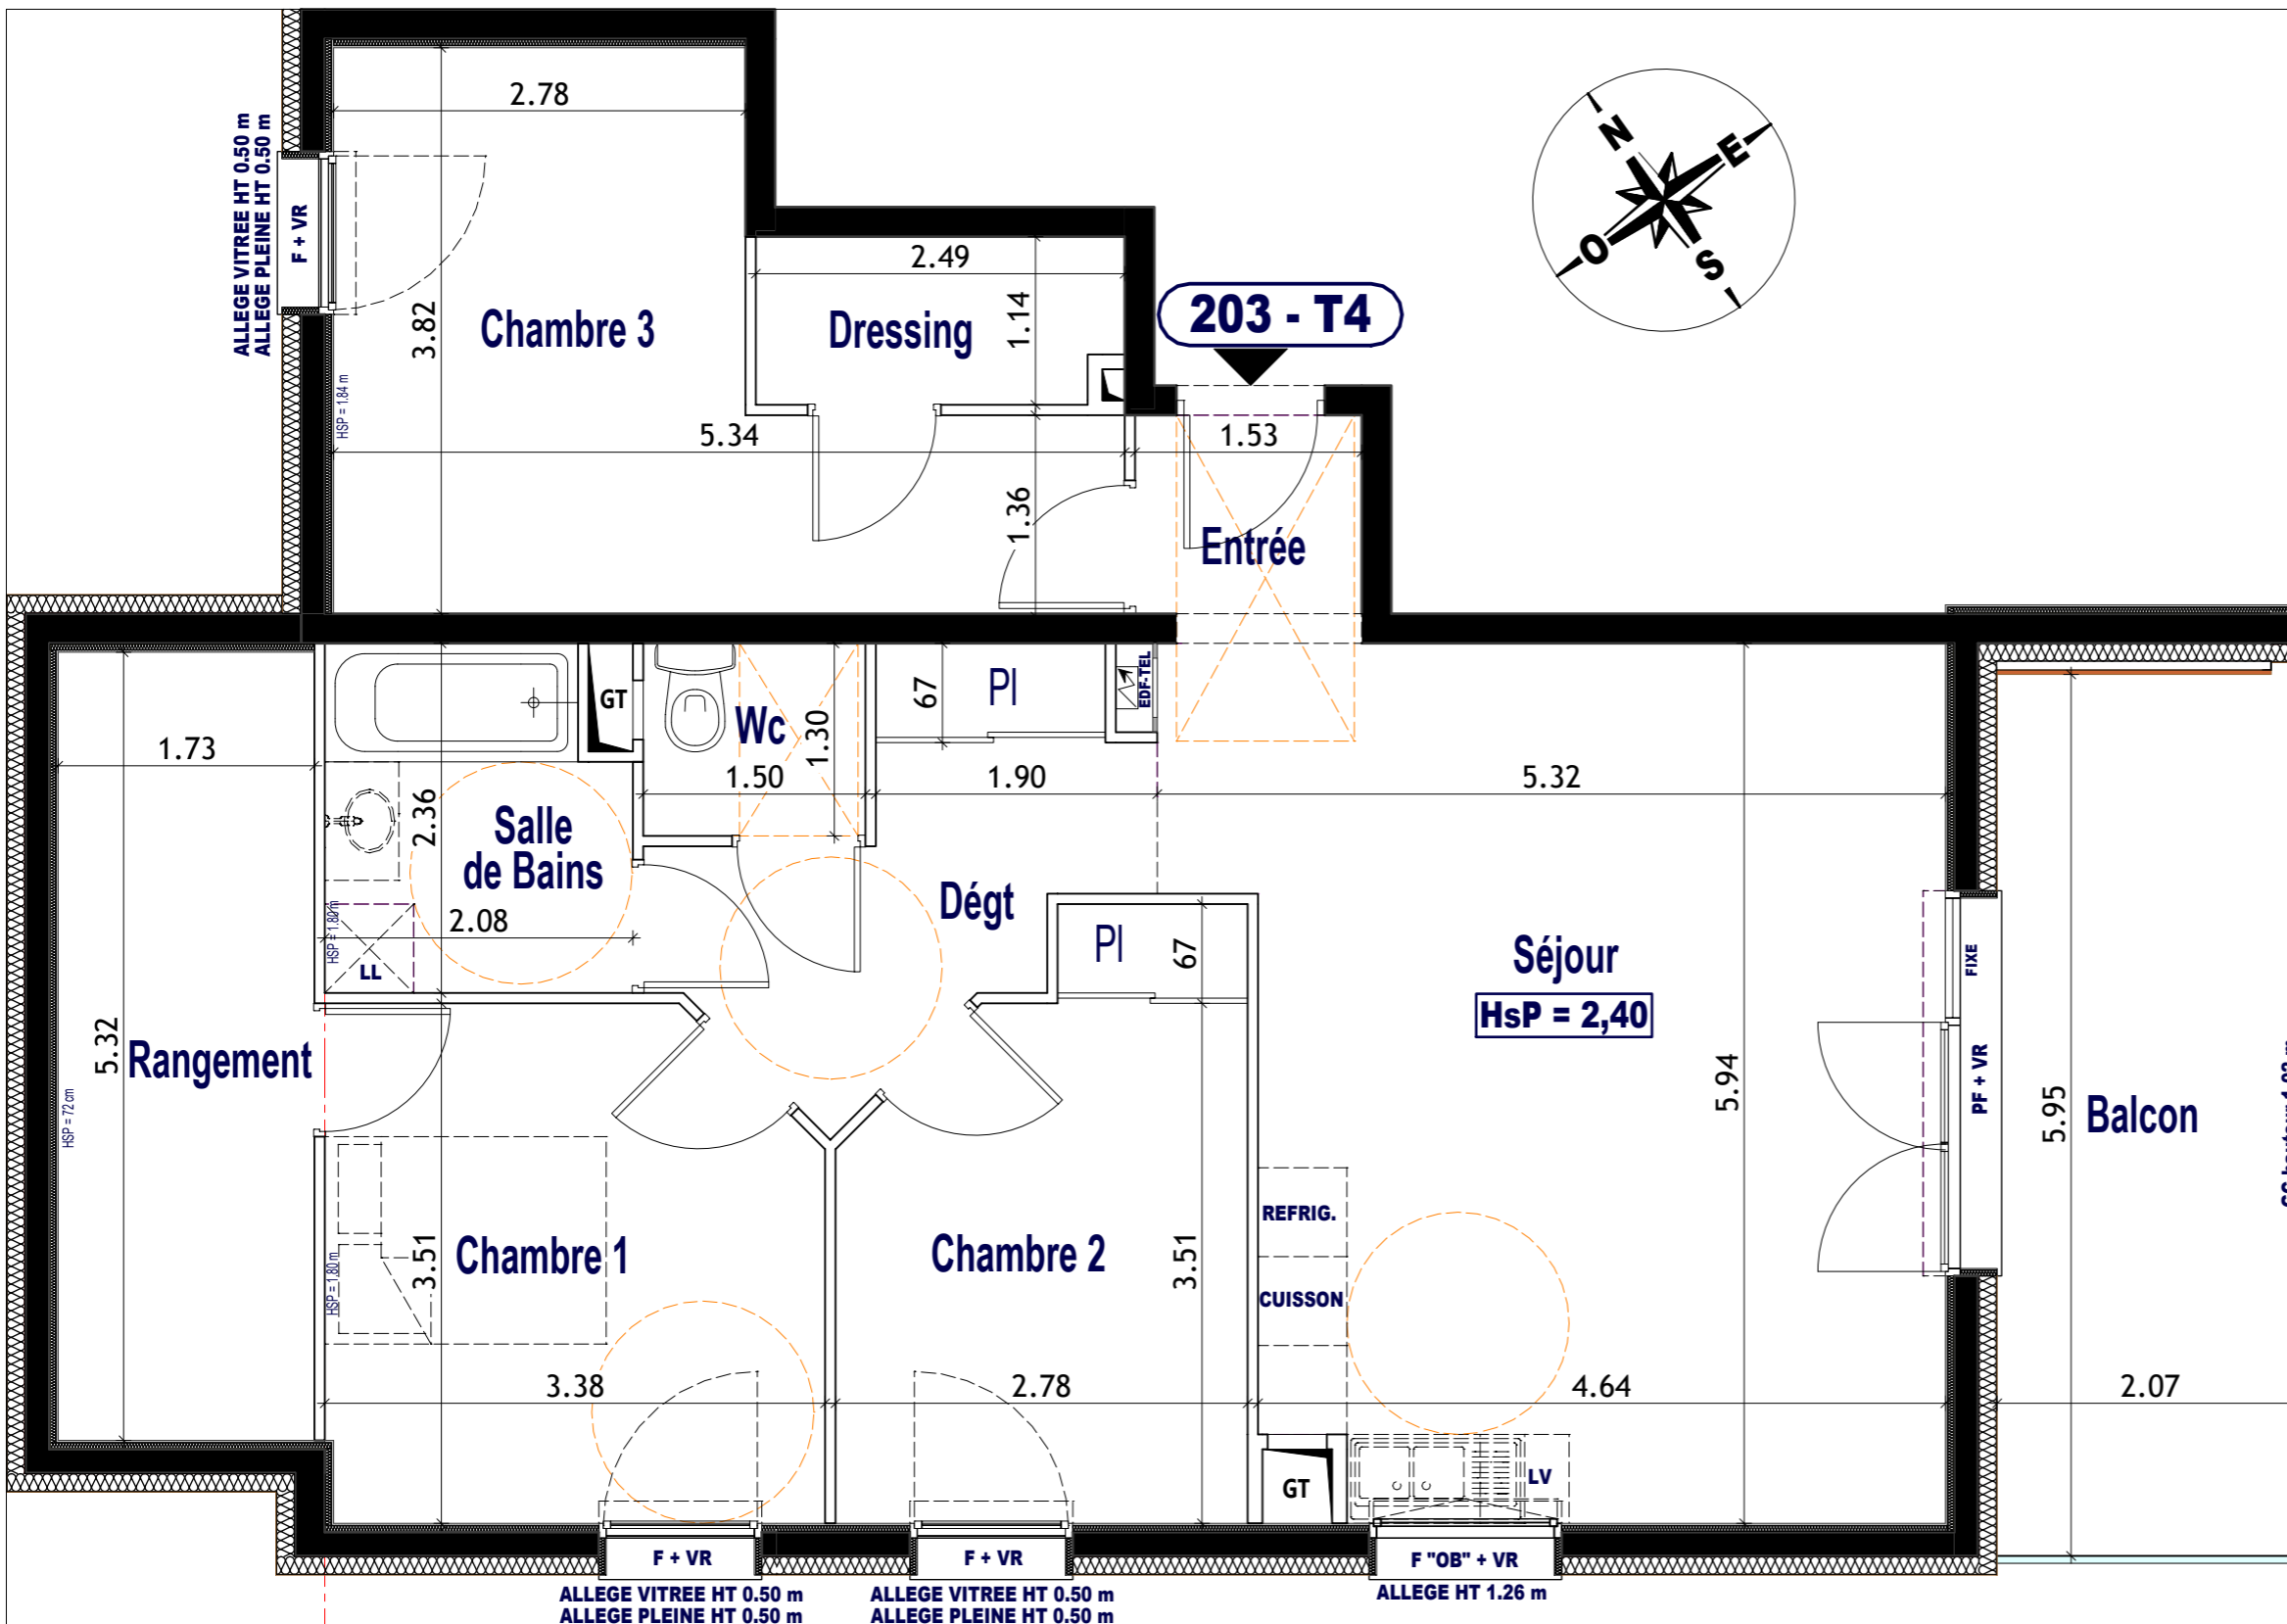 2.78
N
E
O
S
ALLEGE VITREE HT 0.50 m
ALLEGE PLEINE HT 0.50 m
F + VR
2.49
3.82
Chambre 3
Dressing
1.14
203 - T4
HSP = 1.84 m
5.34
1.53
1.36
Entrée
GT
Wc
1.30
67
Pl
EDF-TEL
1.73
1.50
1.90
5.32
2.36
Salle
de Bains
Dégt
2.08
HSP = 1.80 m
LL
Pl
67
Séjour
HsP = 2,40
FIXE
5.32
Rangement
HSP = 72 cm
5.94
PF + VR
5.95
Balcon
REFRIG.
3.51
Chambre 1
Chambre 2
3.51
HSP = 1.80 m
CUISSON
3.38
2.78
4.64
2.07
GT
LV
F + VR
F + VR
F "OB" + VR
ALLEGE VITREE HT 0.50 m
ALLEGE PLEINE HT 0.50 m
ALLEGE VITREE HT 0.50 m
ALLEGE PLEINE HT 0.50 m
ALLEGE HT 1.26 m